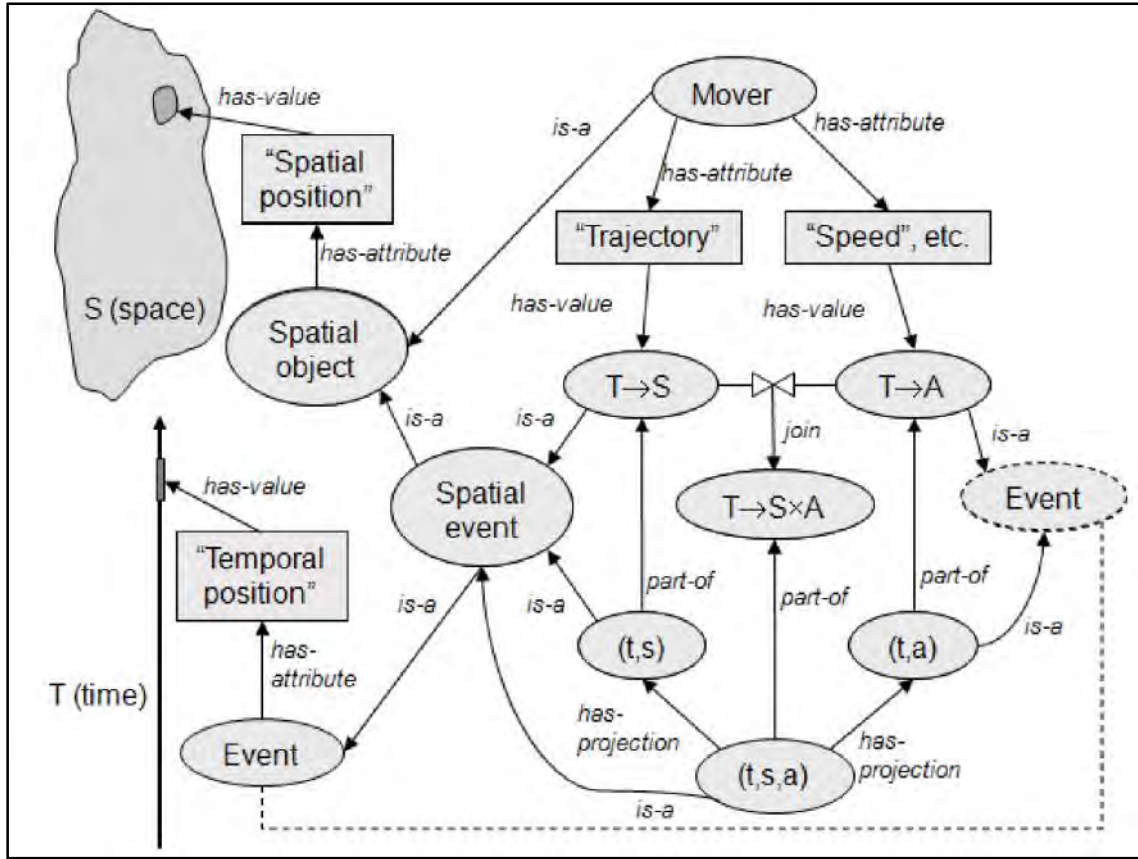 Mover
has-value
is-a
has-attribute
"Spatial
position"
has-attribute
"Trajectory"
"Speed", etc.
has-attribute
S (space)
has-value
has-value
Spatial
object
T→S
T→A
is-a
is-a
join
is-a
has-value
Spatial
event
T→S×A
Event
"Temporal
position"
is-a
is-a
part-of
part-of
part-of
is-a
(t,s)
(t,a)
has-
attribute
T (time)
has-
projection
has-
projection
Event
(t,s,a)
is-a